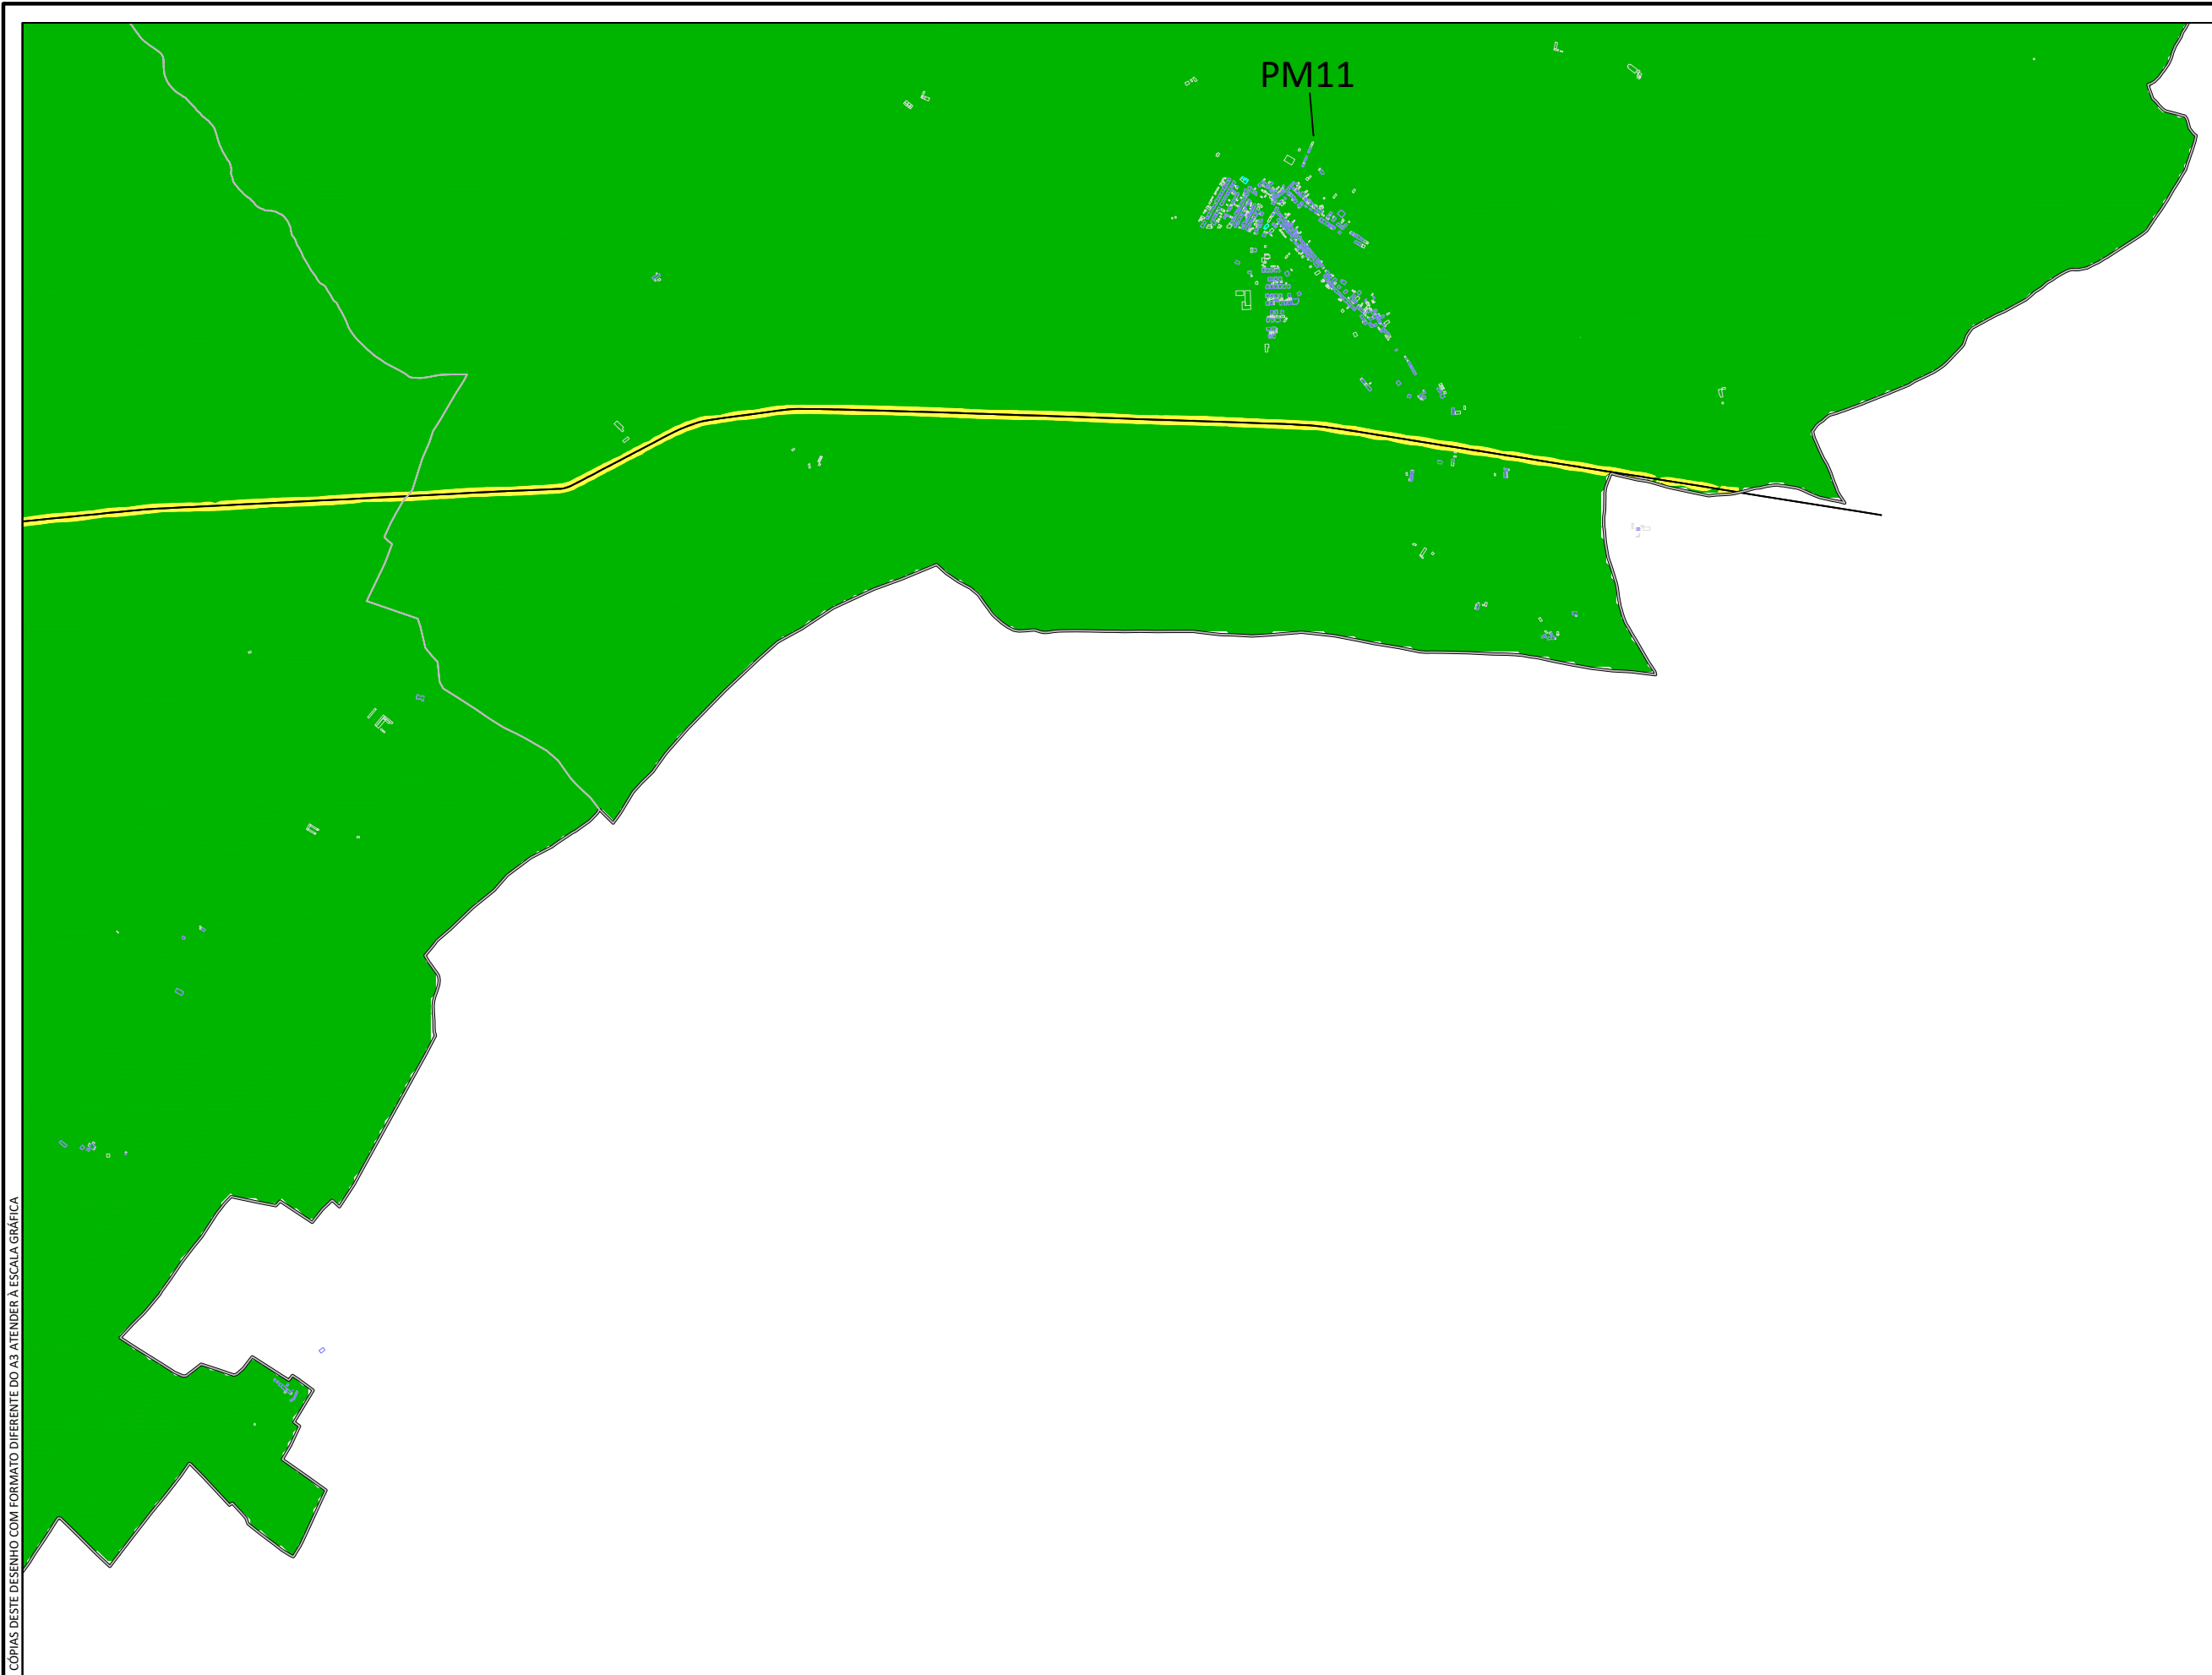 PM11
CÓPIAS DESTE DESENHO COM FORMATO DIFERENTE DO A3 ATENDER À ESCALA GRÁFICA